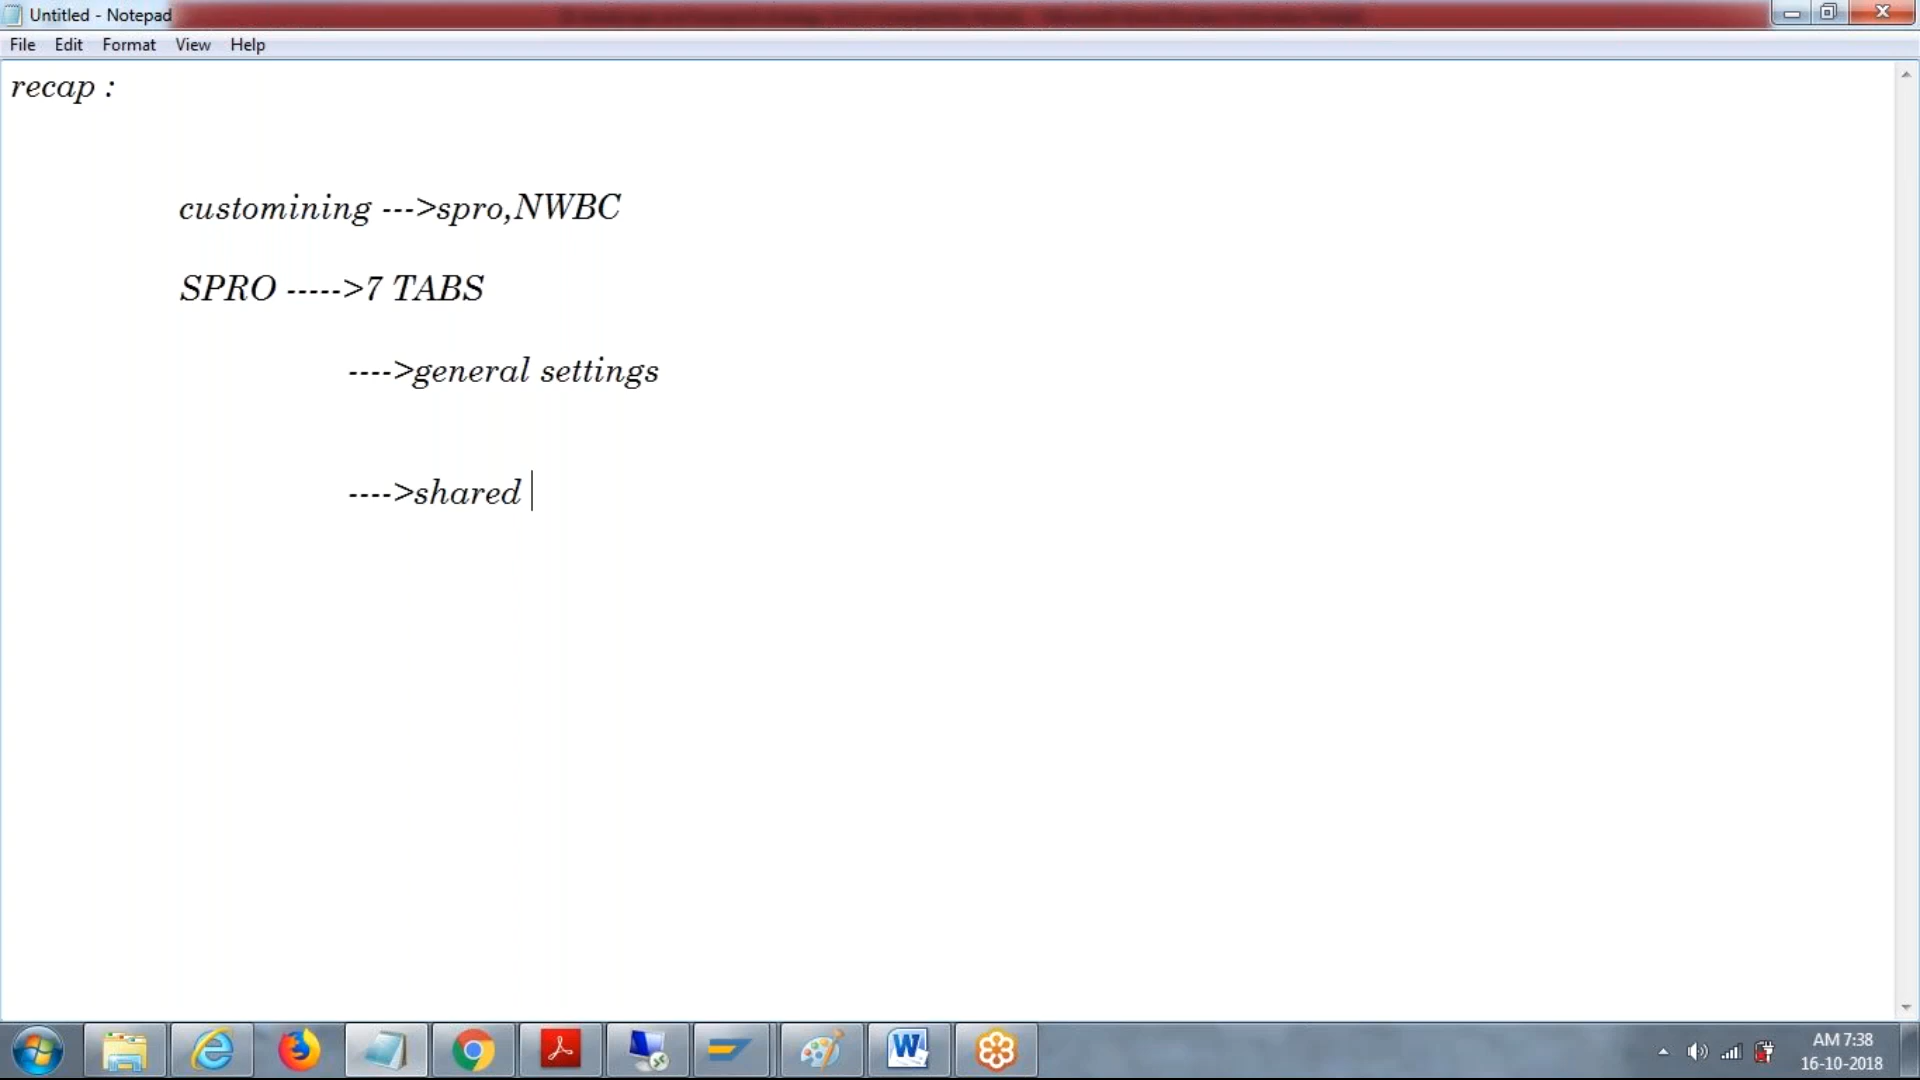 Untitled - Notepad
File Edit Format View Help
recap :
customining --->spro,NWBC
SPRO ----->7 TABS
---->general settings
---->shared
AM 7:38
16-10-2018